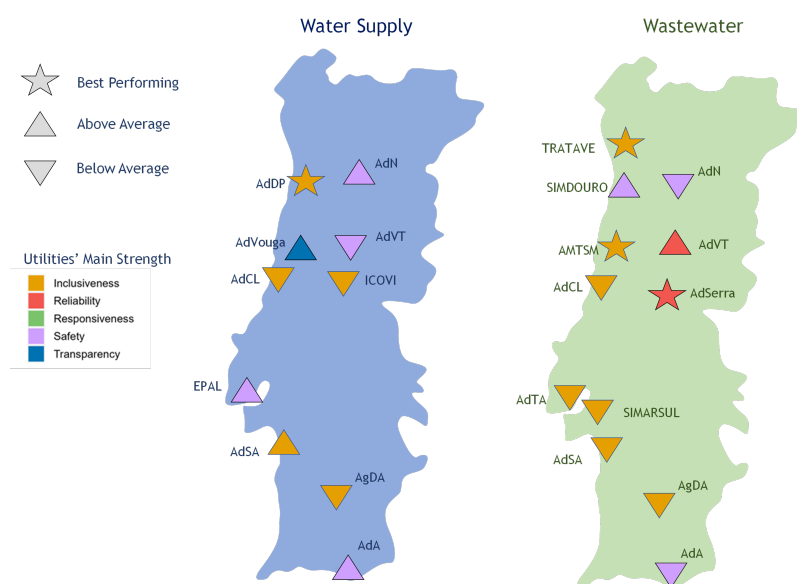 Water Supply
Wastewater
Best Performing
Above Average
Below Average
Utilities' Main Strength
Inclusiveness
Reliability
Responsiveness
Safety
Transparency
AdN
AdDP
AdVouga
AdVT
AdCL
ICOVI
EPAL
AdSA
AgDA
AdA
TRATAVE
SIMDOURO
AdN
AMTSM
AdVT
AdCL
AdSerra
AdTA
SIMARSUL
AdSA
AgDA
AdA